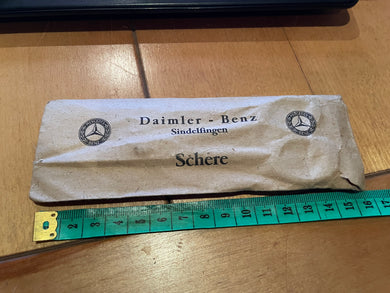 Daimler - Benz
Sindelfingen
Schere
2 3 4 5 6 7 8 9 10 11 12 13 14 15 16 17